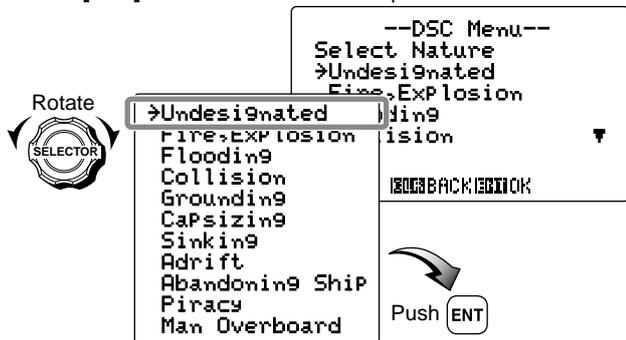 --DSC Menu--
Select Nature
→Undesignated
Fire,Explosion
ding
ision
▼
BACK OK
Rotate
SELECTOR
→Undesignated
Fire,Explosion
Flooding
Collision
Grounding
Capsizing
Sinking
Adrift
Abandoning Ship
Piracy
Man Overboard
Push ENT